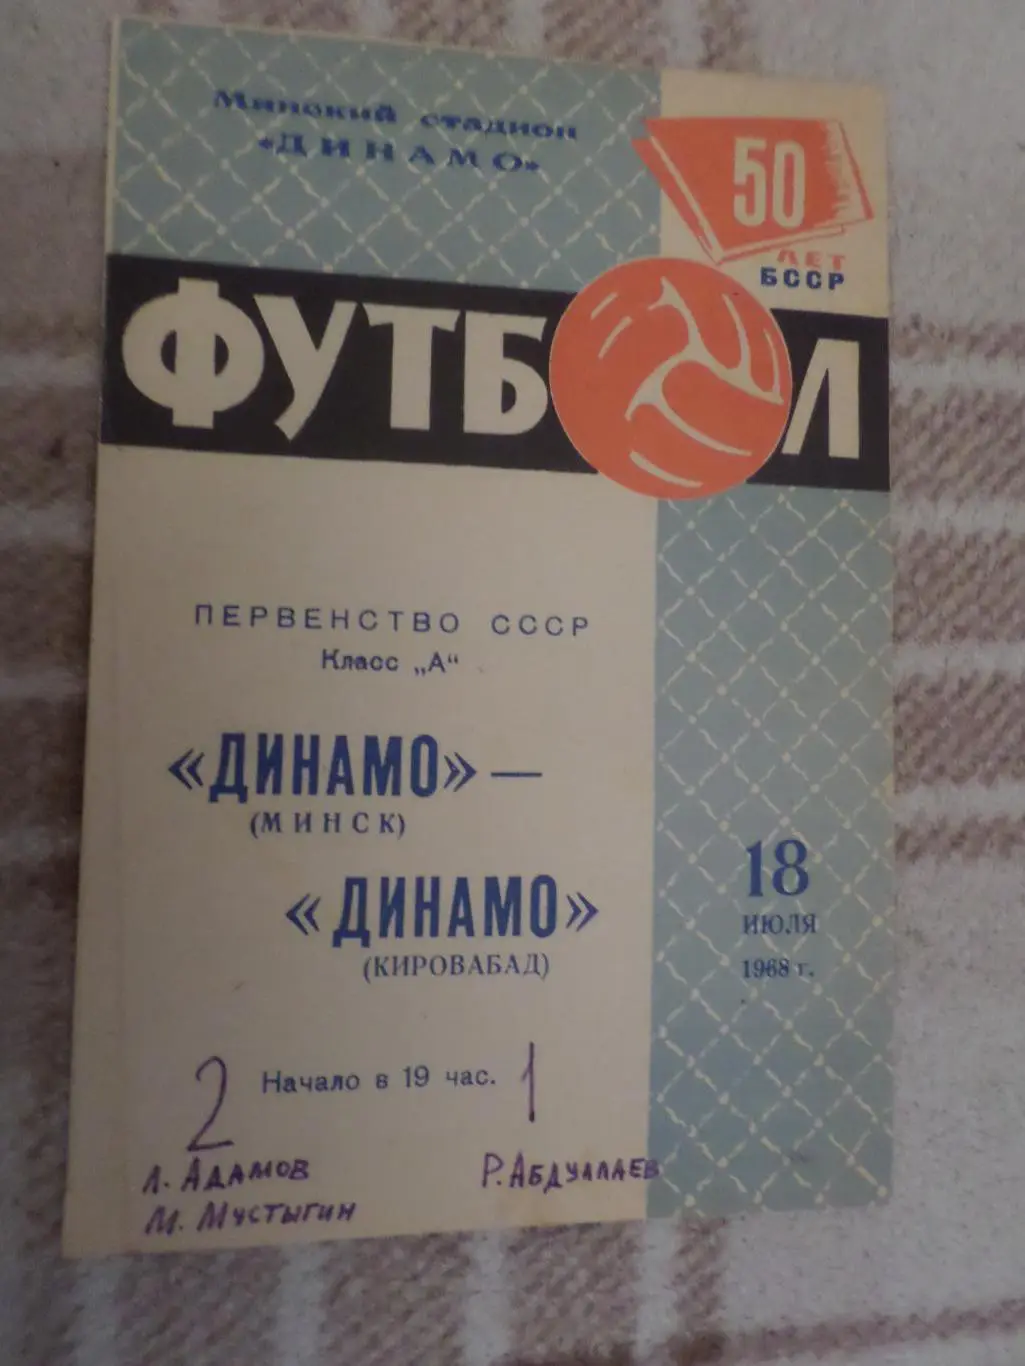 Минский стадион
«ДИНАМО»
50
ЛЕТ
БССР
ФУТБОЛ
ПЕРВЕНСТВО СССР
Класс „А“
«ДИНАМО» —
(МИНСК)
«ДИНАМО»
(КИРОВАБАД)
18
ИЮЛЯ
1968 г.
2 Начало в 19 час. 1
Л. АДАМОВ
М. МУСТЫГИН
Р. АБДУЛЛАЕВ